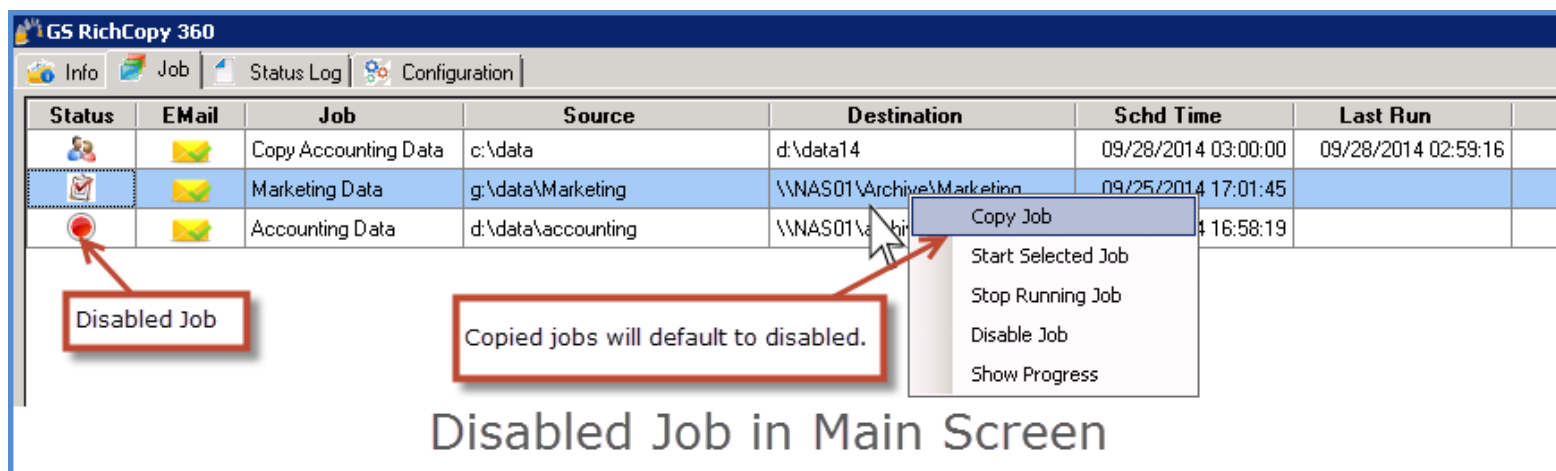 GS RichCopy 360
Info Job Status Log Configuration
Status EMail Job Source Destination Schd Time Last Run
Copy Accounting Data c:\data d:\data14 09/28/2014 03:00:00 09/28/2014 02:59:16
Marketing Data g:\data\Marketing \\NAS01\Archive\Marketing 09/25/2014 17:01:45
Accounting Data d:\data\accounting 16:58:19
Copy Job
Start Selected Job
Stop Running Job
Disable Job
Show Progress
Disabled Job
Copied jobs will default to disabled.
Disabled Job in Main Screen